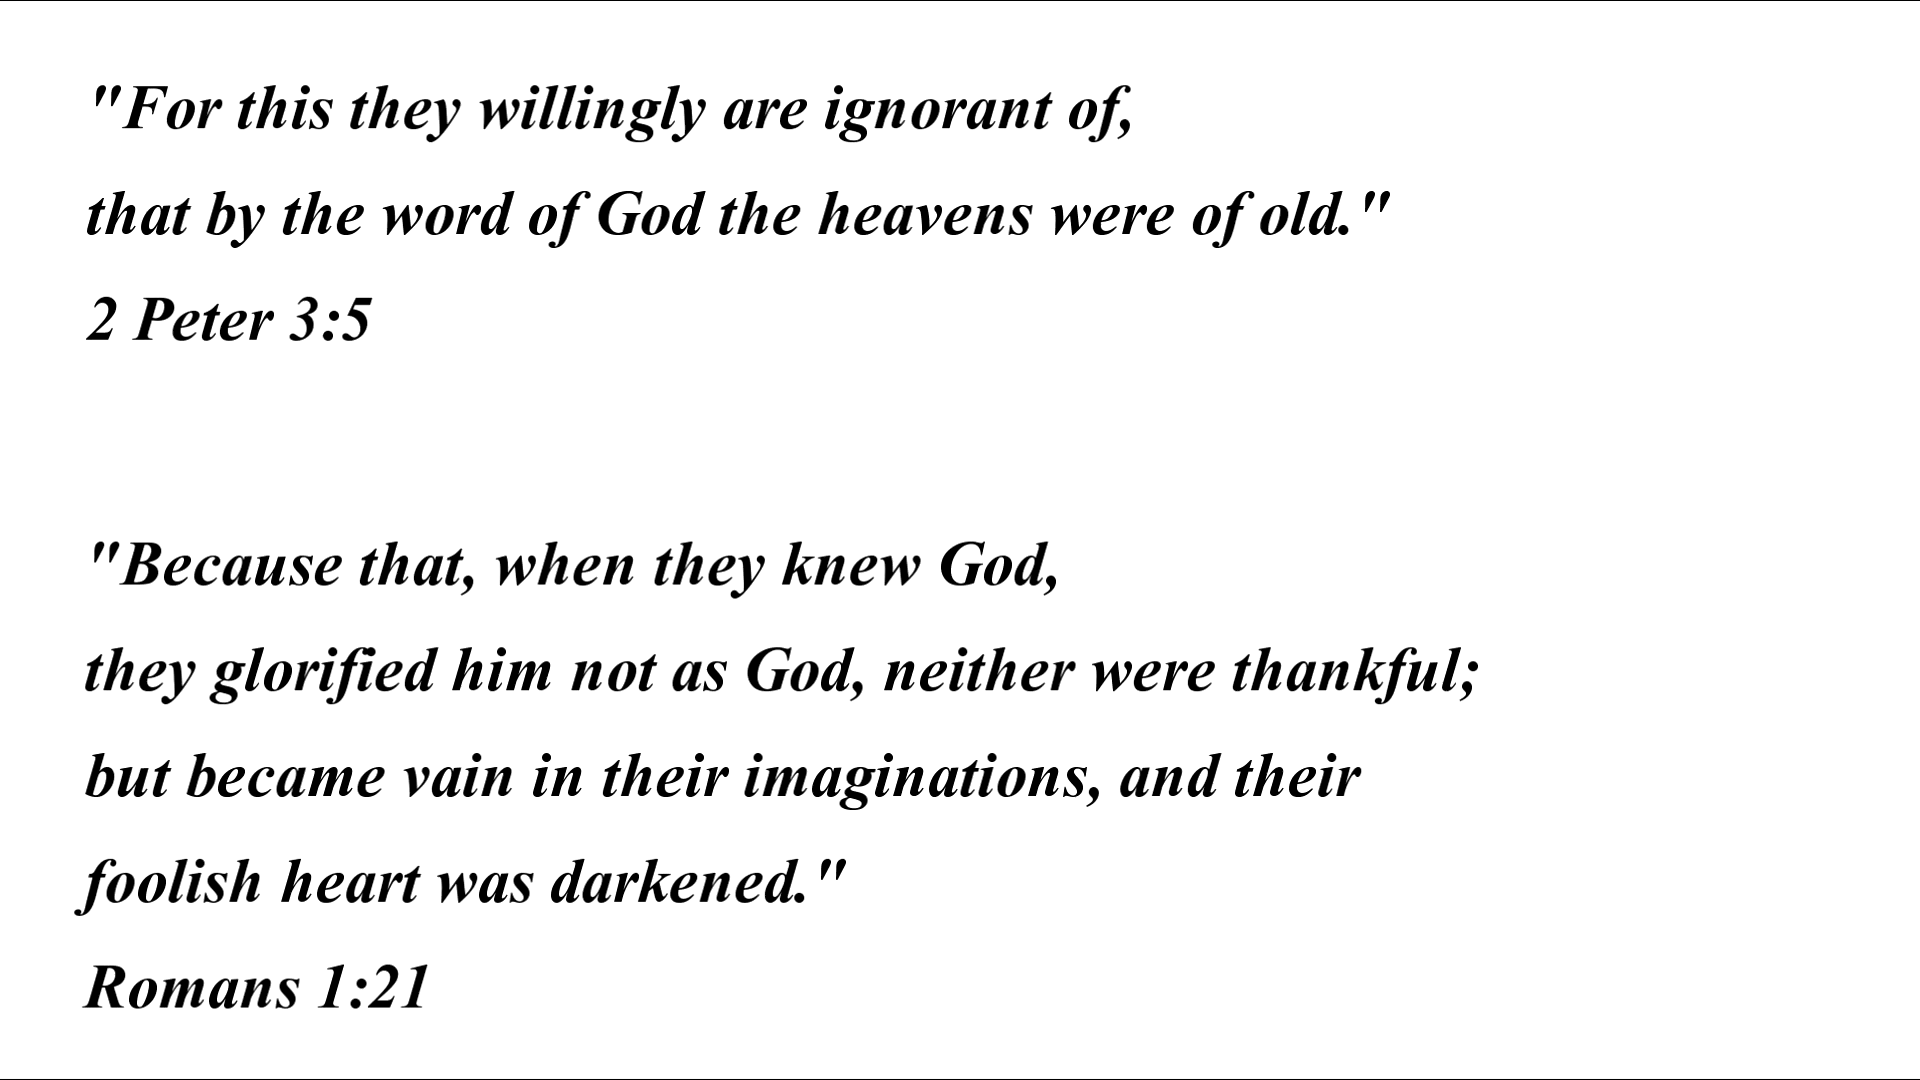 "For this they willingly are ignorant of,
that by the word of God the heavens were of old."
2 Peter 3:5
"Because that, when they knew God,
they glorified him not as God, neither were thankful;
but became vain in their imaginations, and their
foolish heart was darkened."
Romans 1:21